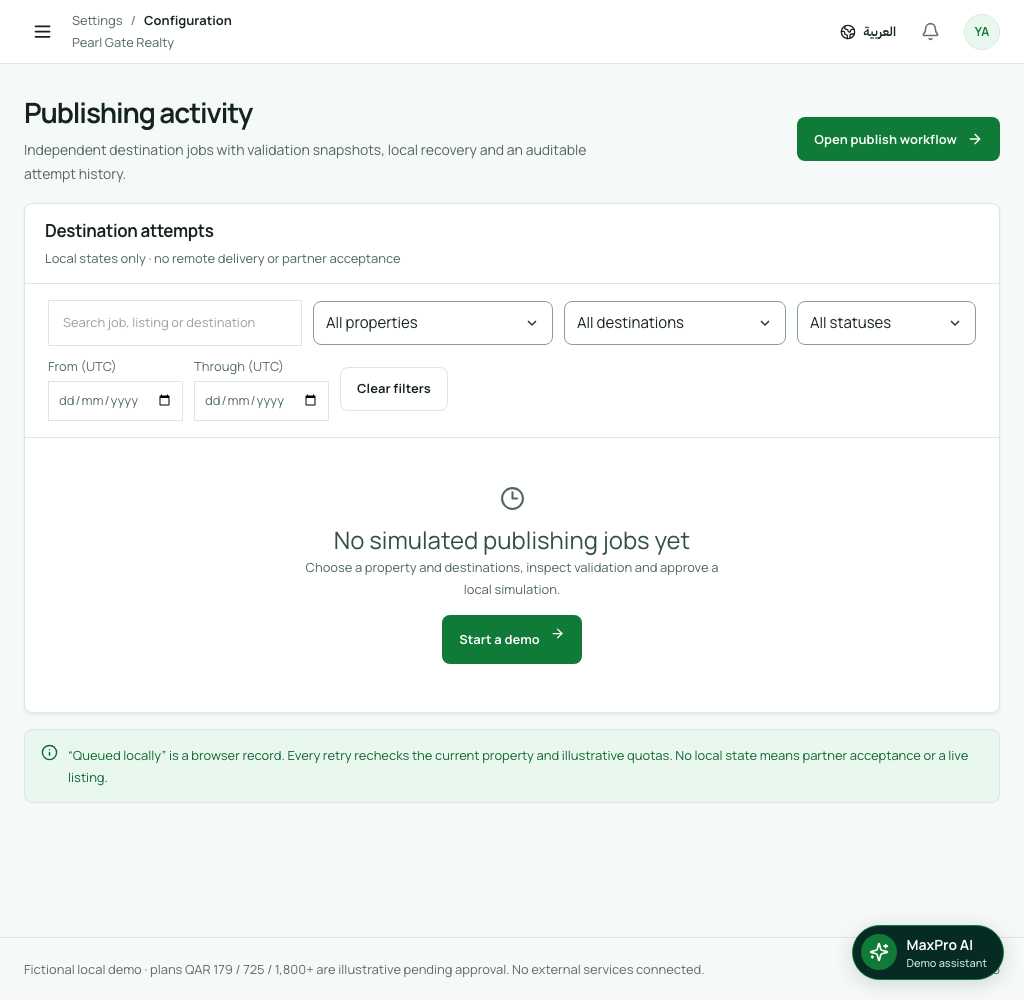 Settings / Configuration
Pearl Gate Realty
العربية
YA
Publishing activity
Independent destination jobs with validation snapshots, local recovery and an auditable
attempt history.
Open publish workflow
Destination attempts
Local states only · no remote delivery or partner acceptance
Search job, listing or destination
All properties
All destinations
All statuses
From (UTC)
Through (UTC)
dd/mm/yyyy
dd/mm/yyyy
Clear filters
No simulated publishing jobs yet
Choose a property and destinations, inspect validation and approve a
local simulation.
Start a demo
“Queued locally” is a browser record. Every retry rechecks the current property and illustrative quotas. No local state means partner acceptance or a live
listing.
Fictional local demo · plans QAR 179 / 725 / 1,800+ are illustrative pending approval. No external services connected.
MaxPro AI
Demo assistant